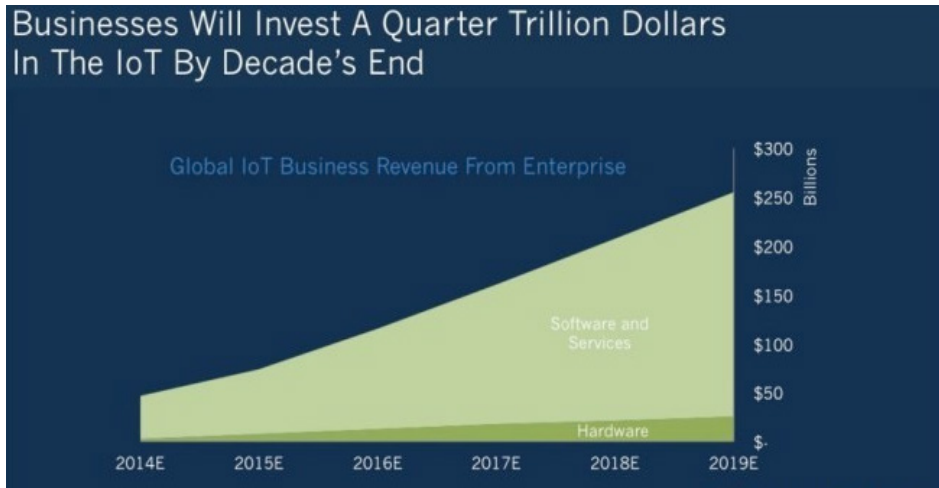 Businesses Will Invest A Quarter Trillion Dollars
In The IoT By Decade's End
Global IoT Business Revenue From Enterprise
$300
Billions
$250
$200
$150
$100
$50
$-
Software and
Services
Hardware
2014E 2015E 2016E 2017E 2018E 2019E